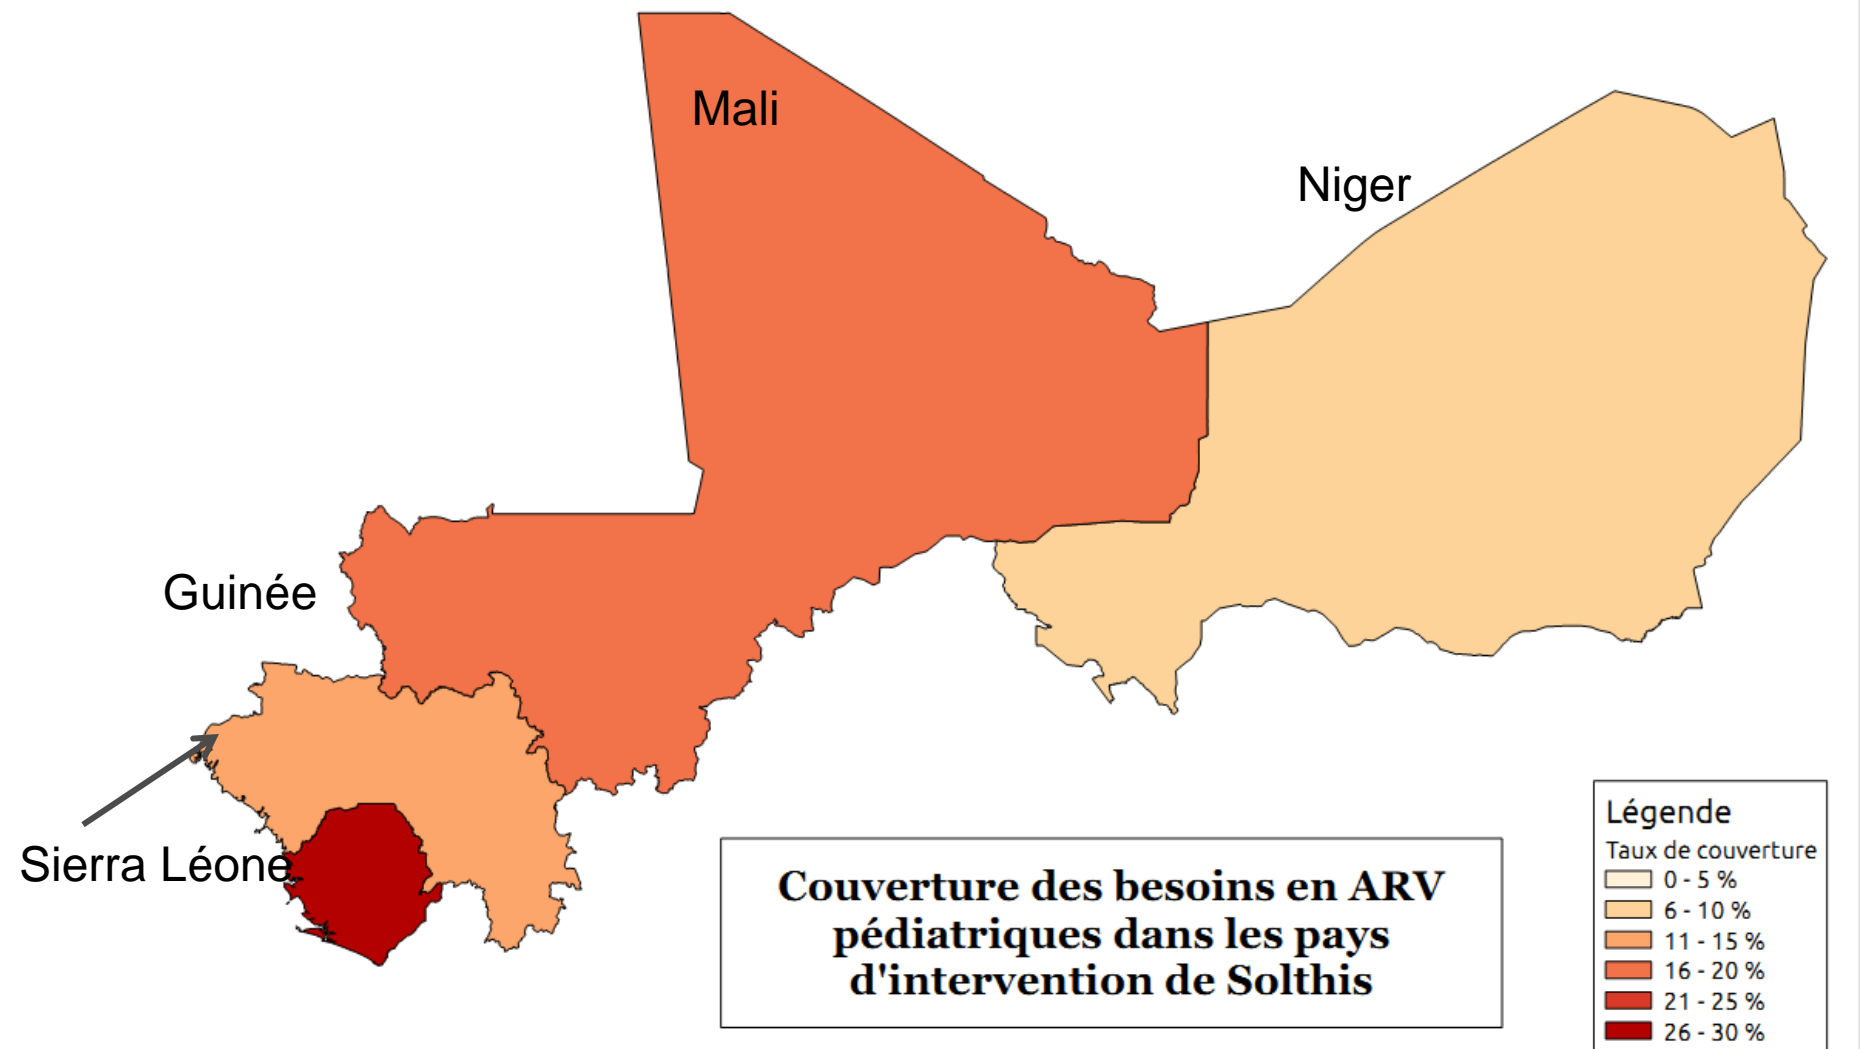 Mali
Niger
Guinée
Sierra Léone
Couverture des besoins en ARV
pédiatriques dans les pays
d'intervention de Solthis
Légende
Taux de couverture
0 - 5 %
6 - 10 %
11 - 15 %
16 - 20 %
21 - 25 %
26 - 30 %